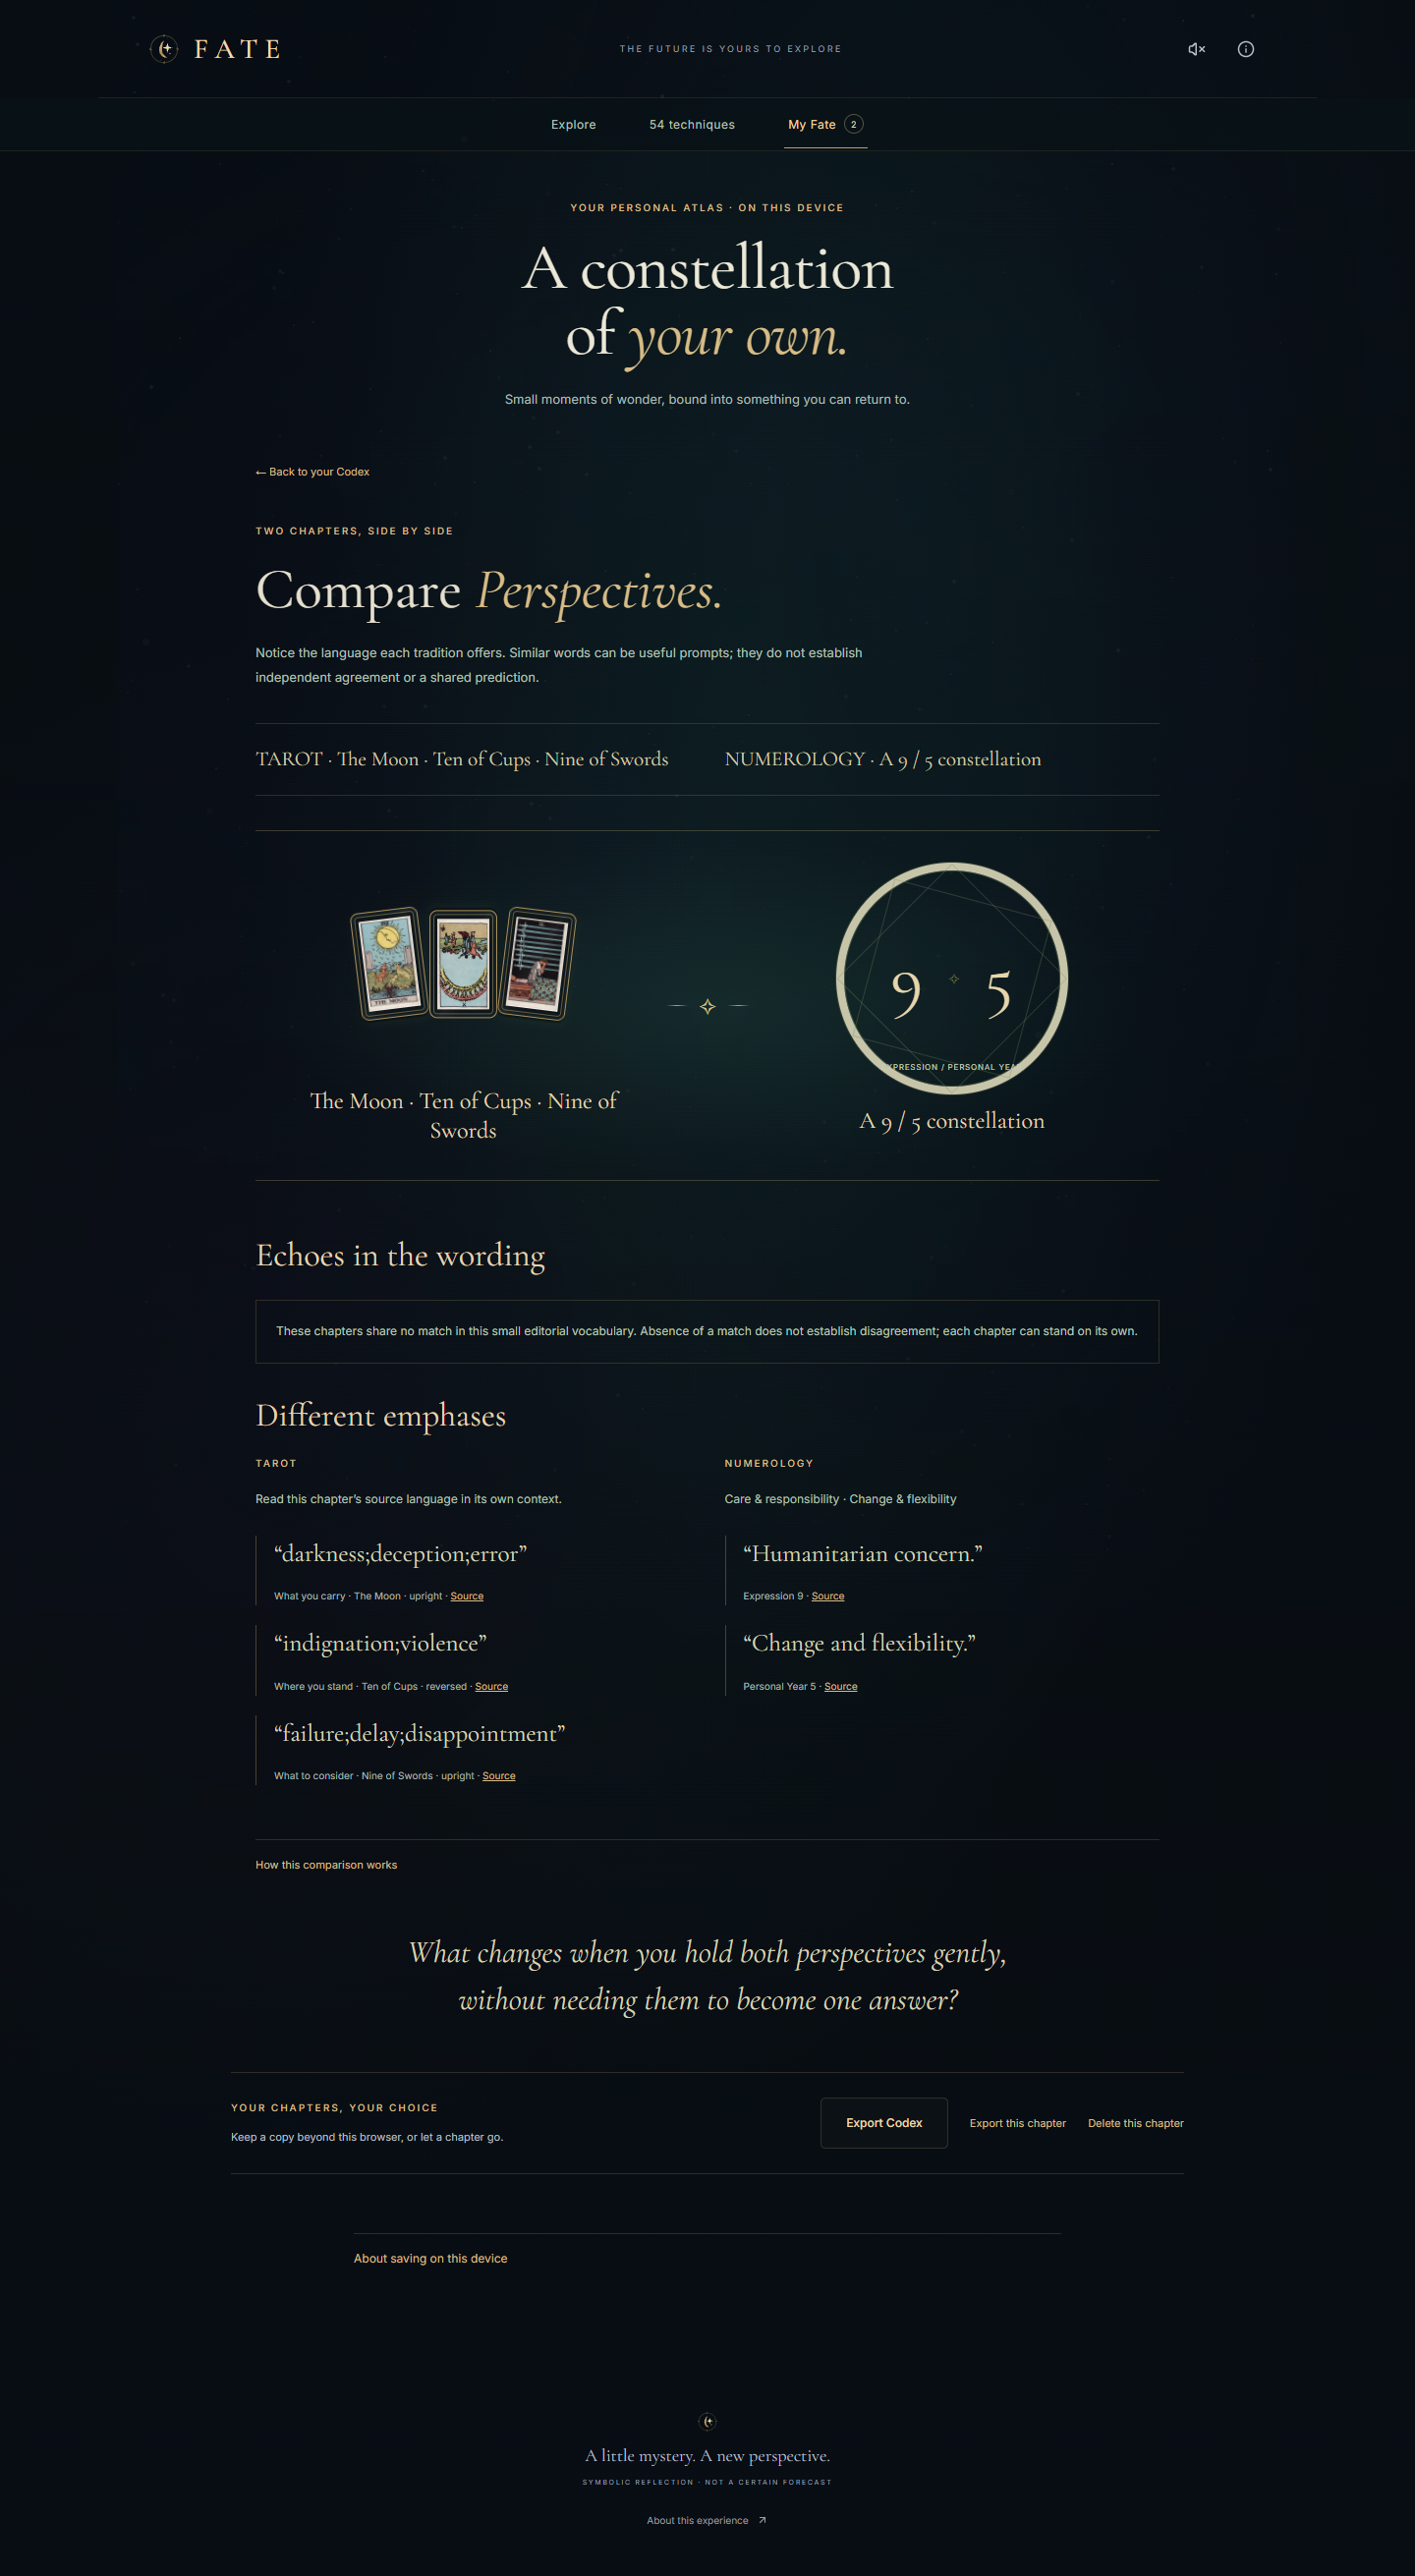 FATE
THE FUTURE IS YOURS TO EXPLORE
Explore
54 techniques
My Fate 2
YOUR PERSONAL ATLAS · ON THIS DEVICE
A constellation
of your own.
Small moments of wonder, bound into something you can return to.
← Back to your Codex
TWO CHAPTERS, SIDE BY SIDE
Compare Perspectives.
Notice the language each tradition offers. Similar words can be useful prompts; they do not establish
independent agreement or a shared prediction.
TAROT · The Moon · Ten of Cups · Nine of Swords
NUMEROLOGY · A 9 / 5 constellation
THE MOON
The Moon · Ten of Cups · Nine of
Swords
9 5
PRESSION / PERSONAL YEA
A 9 / 5 constellation
Echoes in the wording
These chapters share no match in this small editorial vocabulary. Absence of a match does not establish disagreement; each chapter can stand on its own.
Different emphases
TAROT
Read this chapter’s source language in its own context.
“darkness;deception;error”
What you carry · The Moon · upright · Source
“indignation;violence”
Where you stand · Ten of Cups · reversed · Source
“failure;delay;disappointment”
What to consider · Nine of Swords · upright · Source
NUMEROLOGY
Care & responsibility · Change & flexibility
“Humanitarian concern.”
Expression 9 · Source
“Change and flexibility.”
Personal Year 5 · Source
How this comparison works
What changes when you hold both perspectives gently,
without needing them to become one answer?
YOUR CHAPTERS, YOUR CHOICE
Keep a copy beyond this browser, or let a chapter go.
Export Codex
Export this chapter
Delete this chapter
About saving on this device
A little mystery. A new perspective.
SYMBOLIC REFLECTION · NOT A CERTAIN FORECAST
About this experience ↗